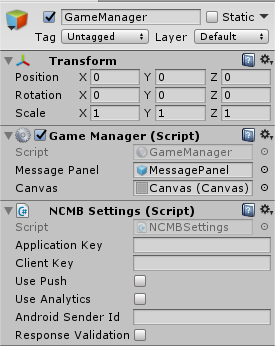 GameManager Static
Tag Untagged Layer Default
Transform
Position X 0 Y 0 Z 0
Rotation X 0 Y 0 Z 0
Scale X 1 Y 1 Z 1
Game Manager (Script)
Script GameManager
Message Panel MessagePanel
Canvas Canvas (Canvas)
NCMB Settings (Script)
Script NCMBSettings
Application Key
Client Key
Use Push
Use Analytics
Android Sender Id
Response Validation